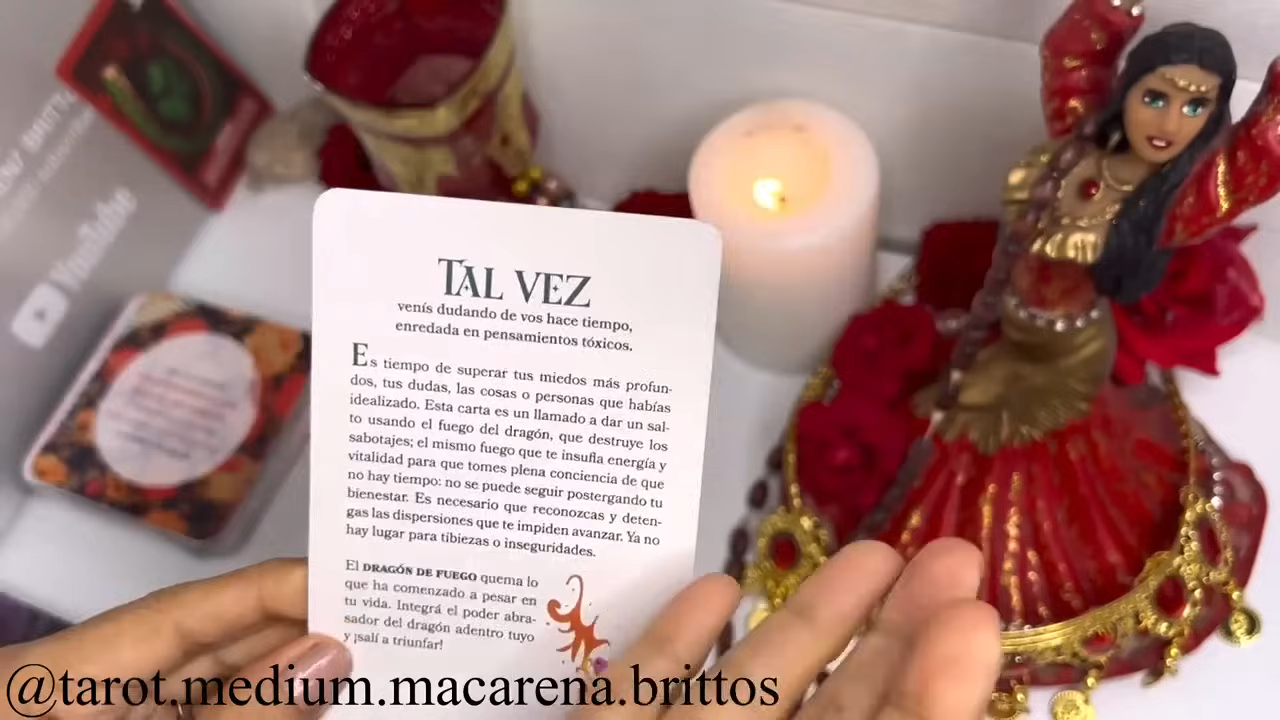 TAL VEZ
venís dudando de vos hace tiempo,
enredada en pensamientos tóxicos.
Es tiempo de superar tus miedos más profun-
dos, tus dudas, las cosas o personas que habías
idealizado. Esta carta es un llamado a dar un sal-
to usando el fuego del dragón, que destruye los
sabotajes; el mismo fuego que te insufla energía y
vitalidad para que tomes plena conciencia de que
no hay tiempo: no se puede seguir postergando tu
bienestar. Es necesario que reconozcas y deten-
gas las dispersiones que te impiden avanzar. Ya no
hay lugar para tibiezas o inseguridades.
El DRAGÓN DE FUEGO quema lo
que ha comenzado a pesar en
tu vida. Integrá el poder abra-
sador del dragón adentro tuyo
y ¡salí a triunfar!
YouTube
@tarot.medium.macarena.brittos